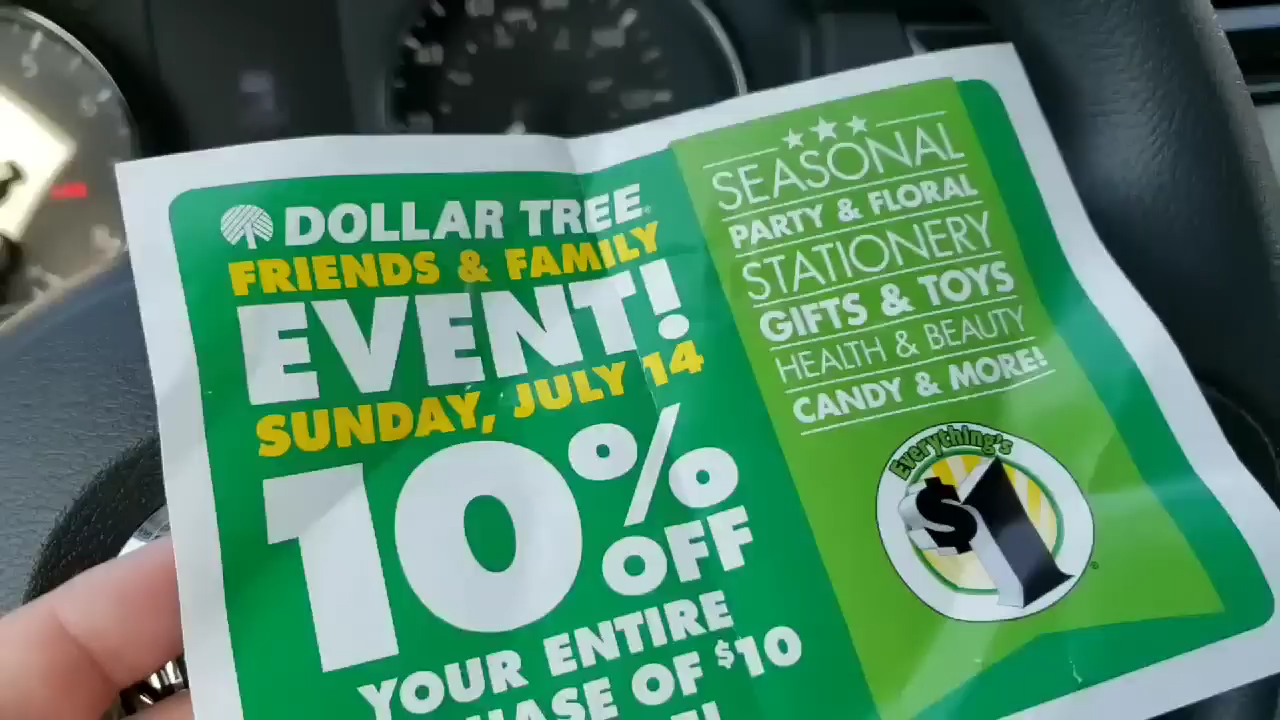 DOLLAR TREE
FRIENDS & FAMILY
EVENT!
SUNDAY, JULY 14
10% OFF
YOUR ENTIRE
OF $10
SEASONAL
PARTY & FLORAL
STATIONERY
GIFTS & TOYS
HEALTH & BEAUTY
CANDY & MORE!
Everything's
$1